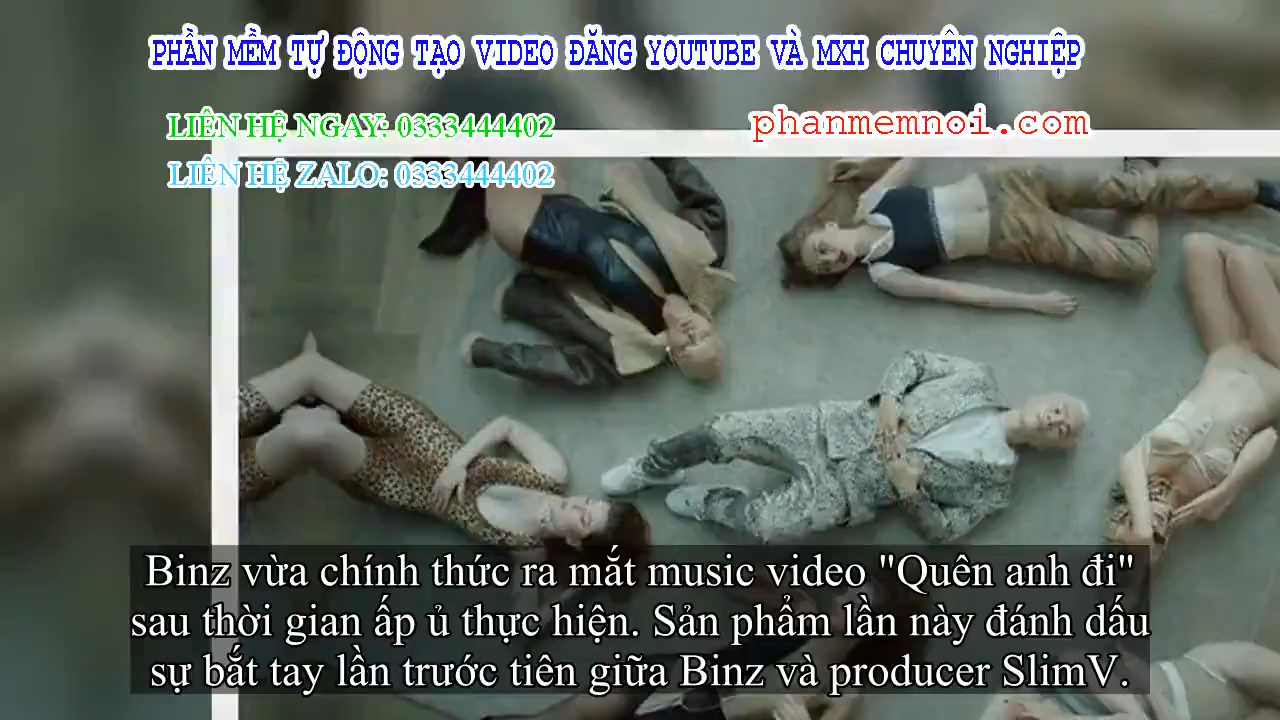 PHẦN MỀM TỰ ĐỘNG TẠO VIDEO ĐĂNG YOUTUBE VÀ MXH CHUYÊN NGHIỆP
LIÊN HỆ NGAY: 0333444402
phanmemnoi.com
LIÊN HỆ ZALO: 0333444402
Binz vừa chính thức ra mắt music video "Quên anh đi"
sau thời gian ấp ủ thực hiện. Sản phẩm lần này đánh dấu
sự bắt tay lần trước tiên giữa Binz và producer SlimV.